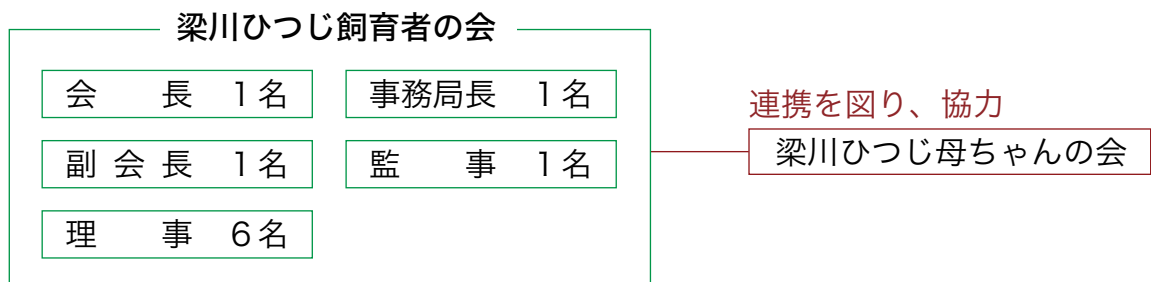 梁川ひつじ飼育者の会
会　　長　1名
事務局長　1名
副 会 長　1名
監　　事　1名
理　　事　6名
連携を図り、協力
梁川ひつじ母ちゃんの会